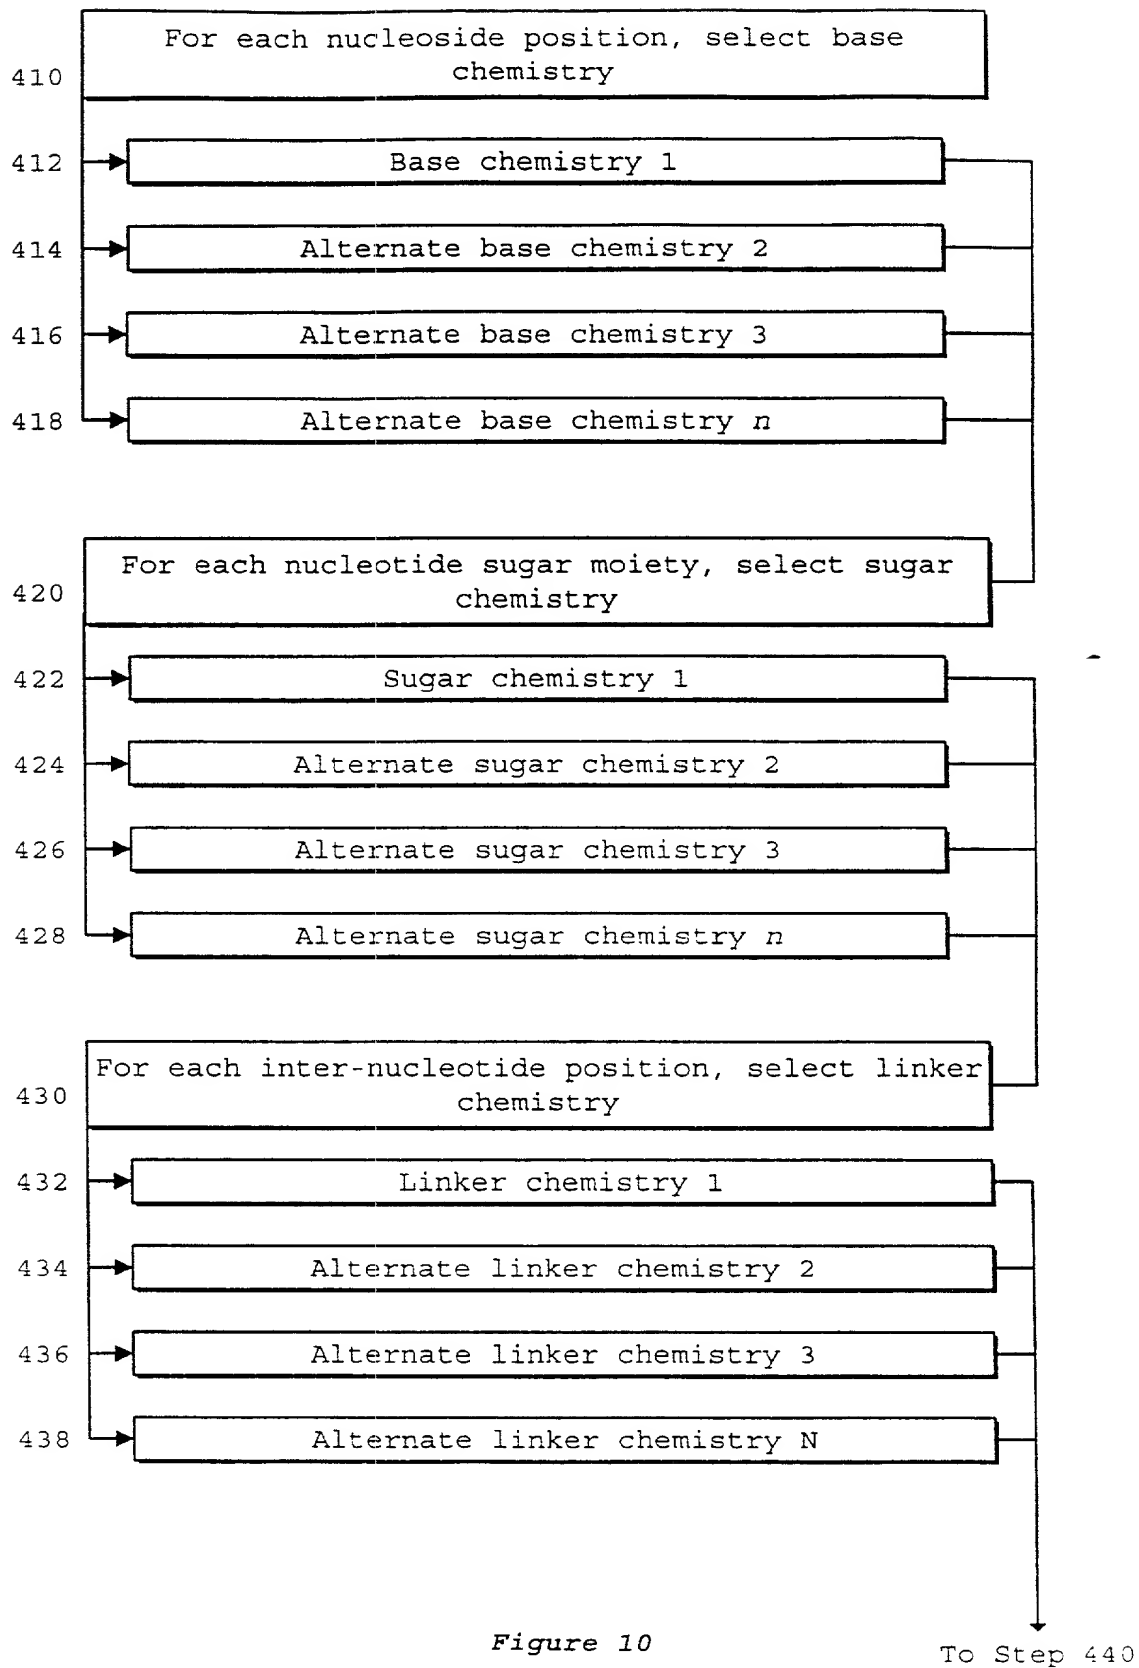 For each nucleoside position, select base
chemistry
410
412
Base chemistry 1
414
Alternate base chemistry 2
416
Alternate base chemistry 3
418
Alternate base chemistry n
For each nucleotide sugar moiety, select sugar
chemistry
420
422
Sugar chemistry 1
424
Alternate sugar chemistry 2
426
Alternate sugar chemistry 3
428
Alternate sugar chemistry n
For each inter-nucleotide position, select linker
chemistry
430
432
Linker chemistry 1
434
Alternate linker chemistry 2
436
Alternate linker chemistry 3
438
Alternate linker chemistry N
Figure 10
To Step 440